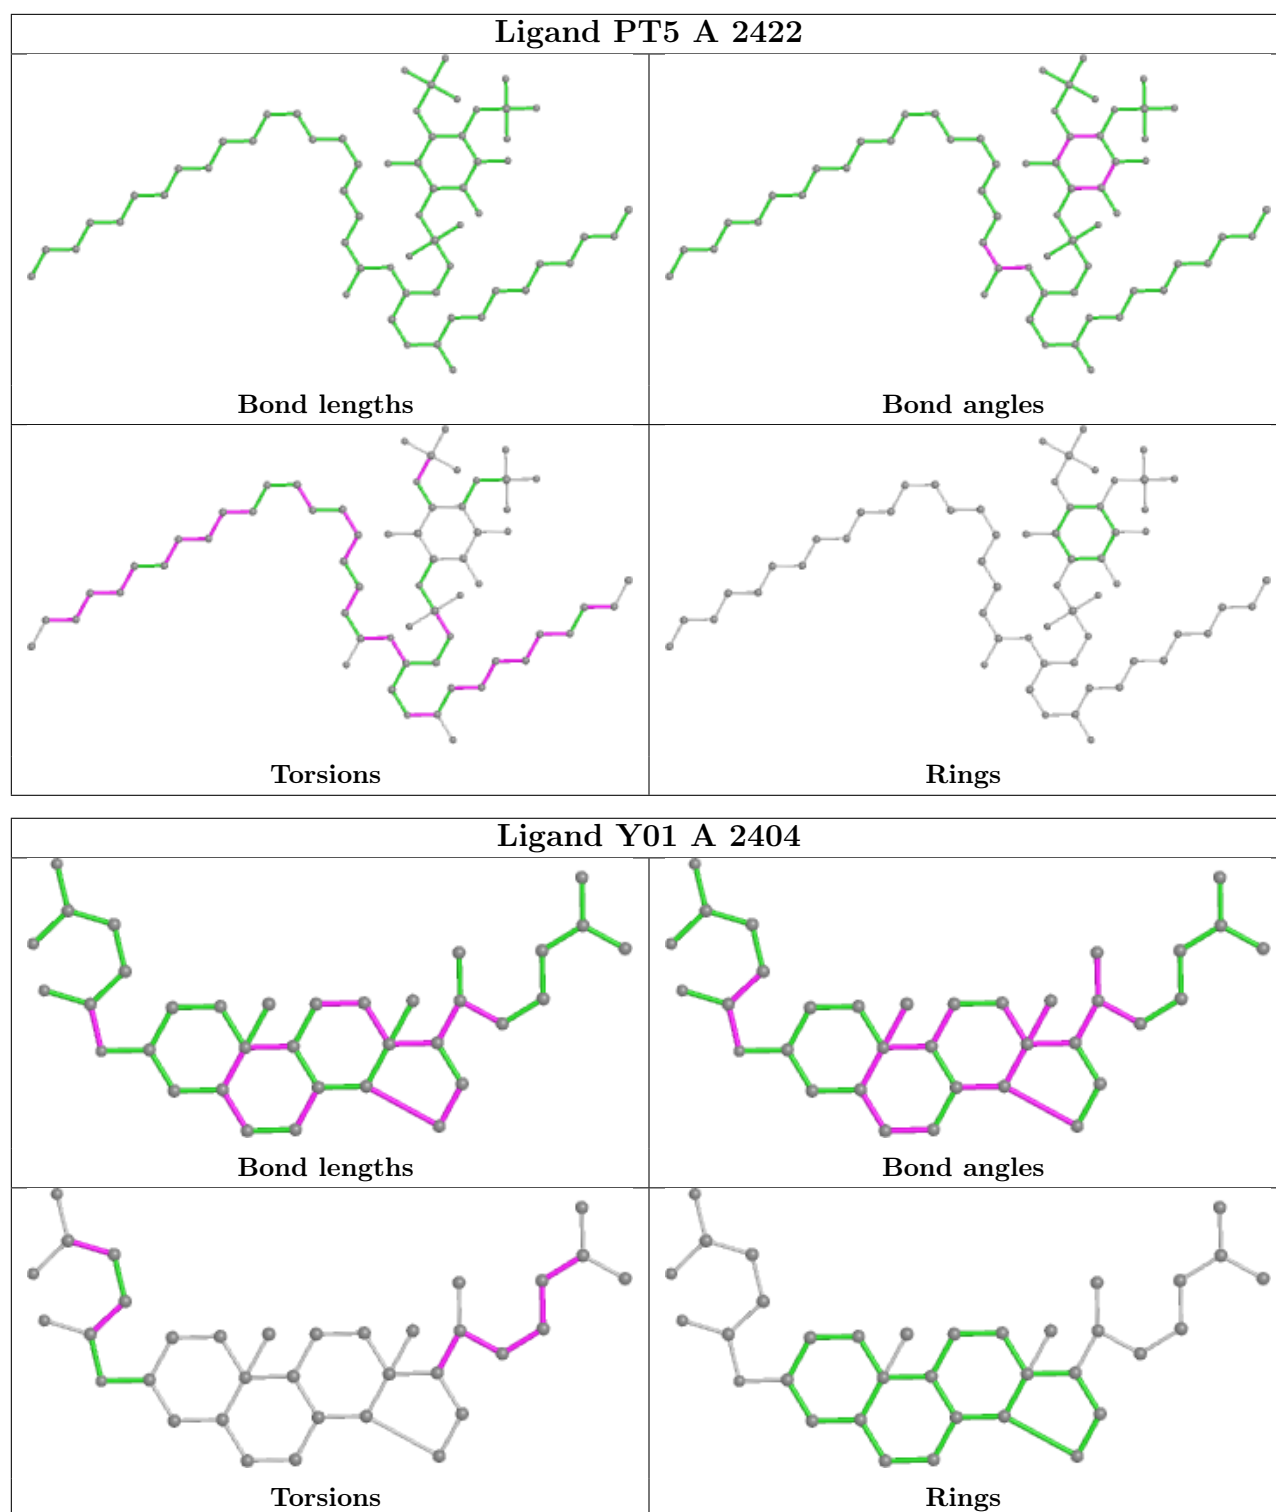 Ligand PT5 A 2422
Bond lengths
Bond angles
Torsions
Rings
Ligand Y01 A 2404
Bond lengths
Bond angles
Torsions
Rings